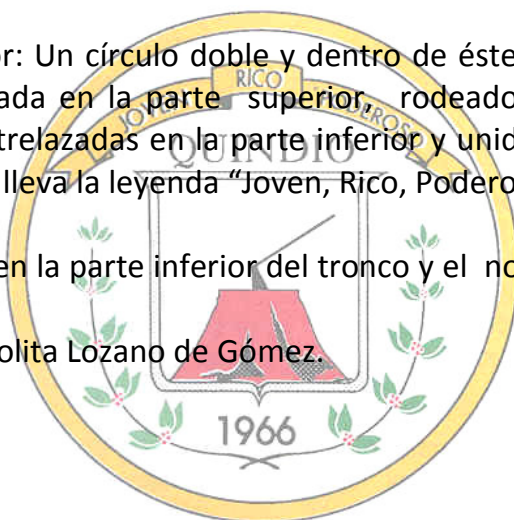 or: Un círculo doble y dentro de éste
ada en la parte superior, rodeado
trelazadas en la parte inferior y unid
lleva la leyenda “Joven, Rico, Podero
en la parte inferior del tronco y el no
olita Lozano de Gómez.
JOVEN RICO PODEROSO
QUINDIO
1966